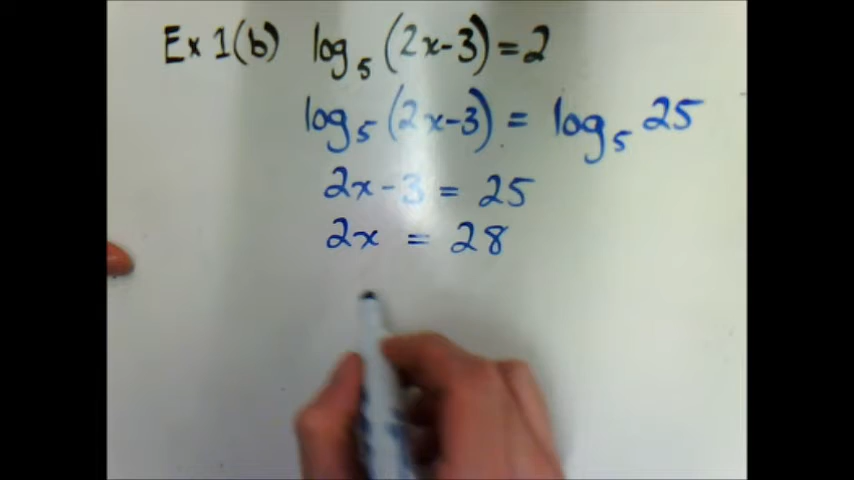 Ex 1(b) log₅(2x-3)=2
log₅(2x-3) = log₅ 25
2x-3 = 25
2x = 28